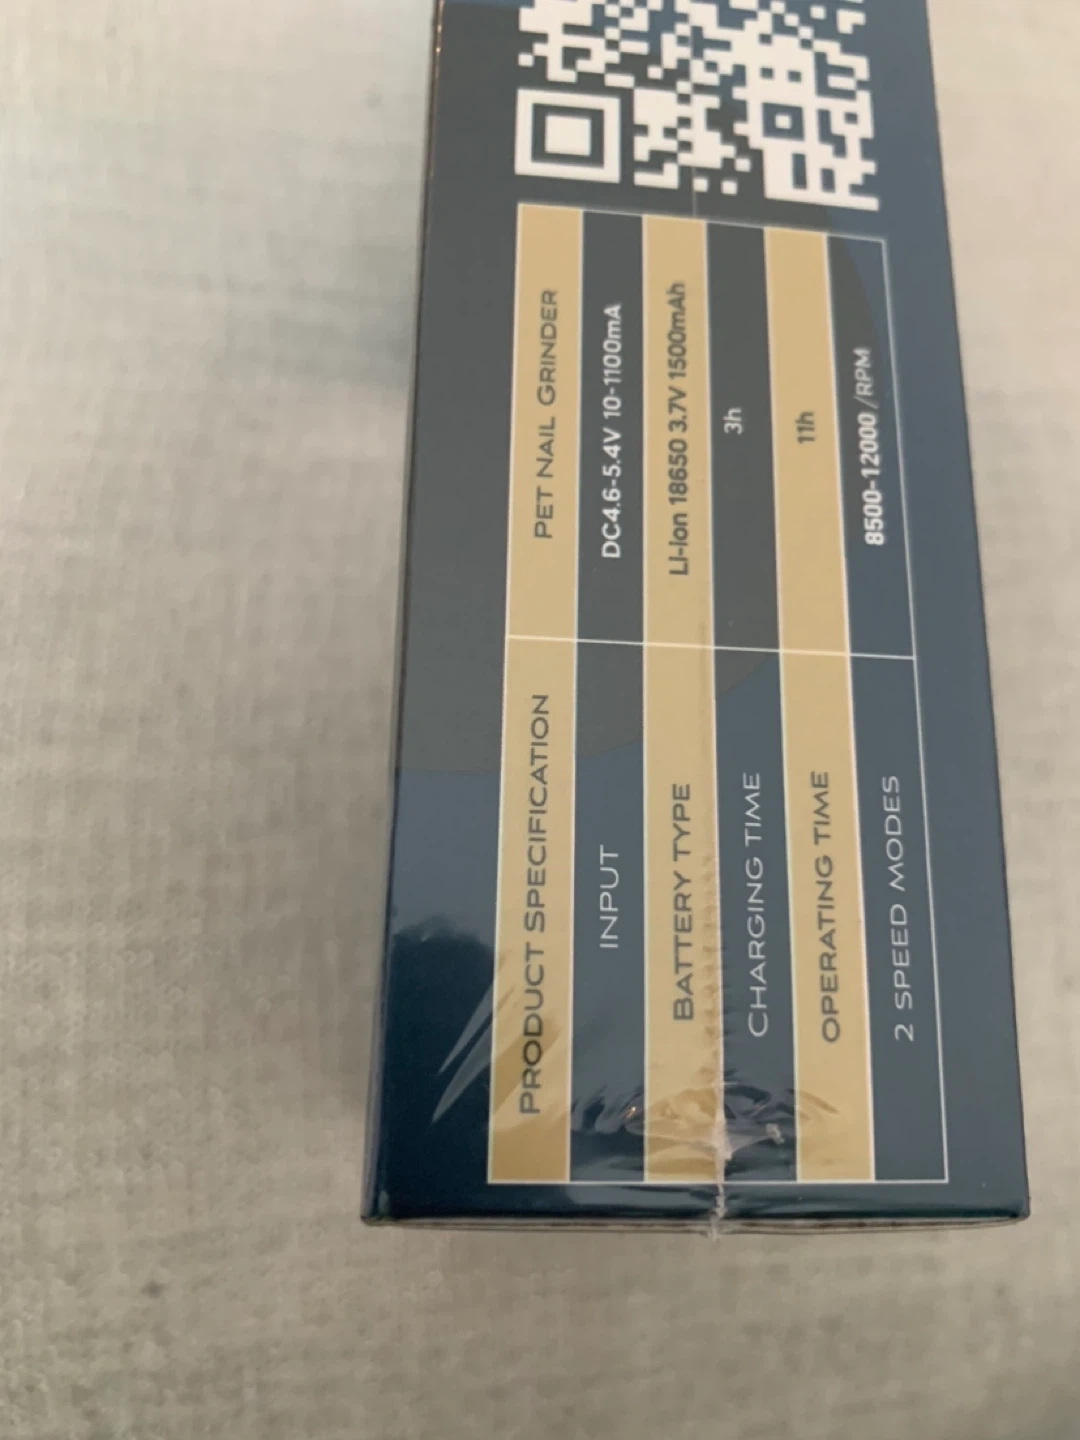 PRODUCT SPECIFICATION PET NAIL GRINDER
INPUT DC4.6-5.4V 10-1100mA
BATTERY TYPE Li-Ion 18650 3.7V 1500mAh
CHARGING TIME 3h
OPERATING TIME 11h
2 SPEED MODES 8500-12000/RPM